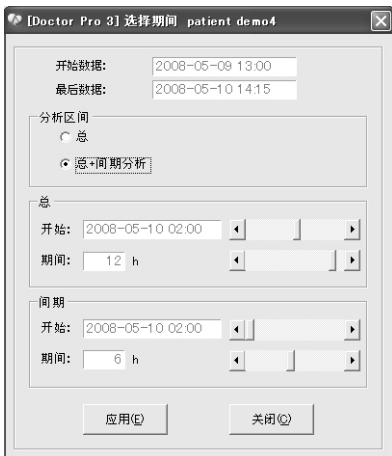 [Doctor Pro 3] 选择期间 patient demo4
开始数据: 2008-05-09 13:00
最后数据: 2008-05-10 14:15
分析区间
总
总+间期分析
总
开始: 2008-05-10 02:00
期间: 12 h
间期
开始: 2008-05-10 02:00
期间: 6 h
应用(E) 关闭(C)